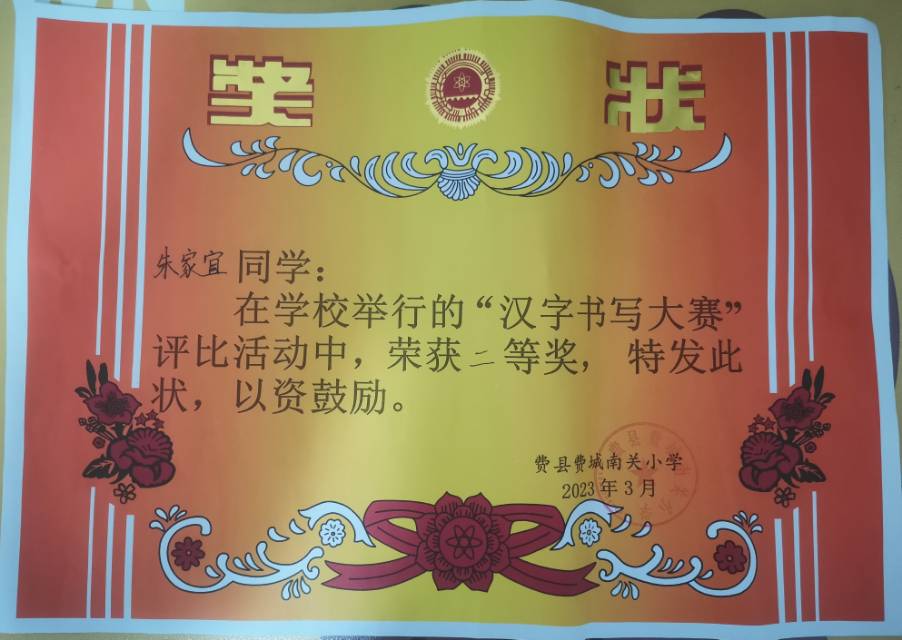 奖状
朱家宜同学：
在学校举行的“汉字书写大赛”
评比活动中，荣获二等奖， 特发此
状，以资鼓励。
费县费城南关小学
2023年3月